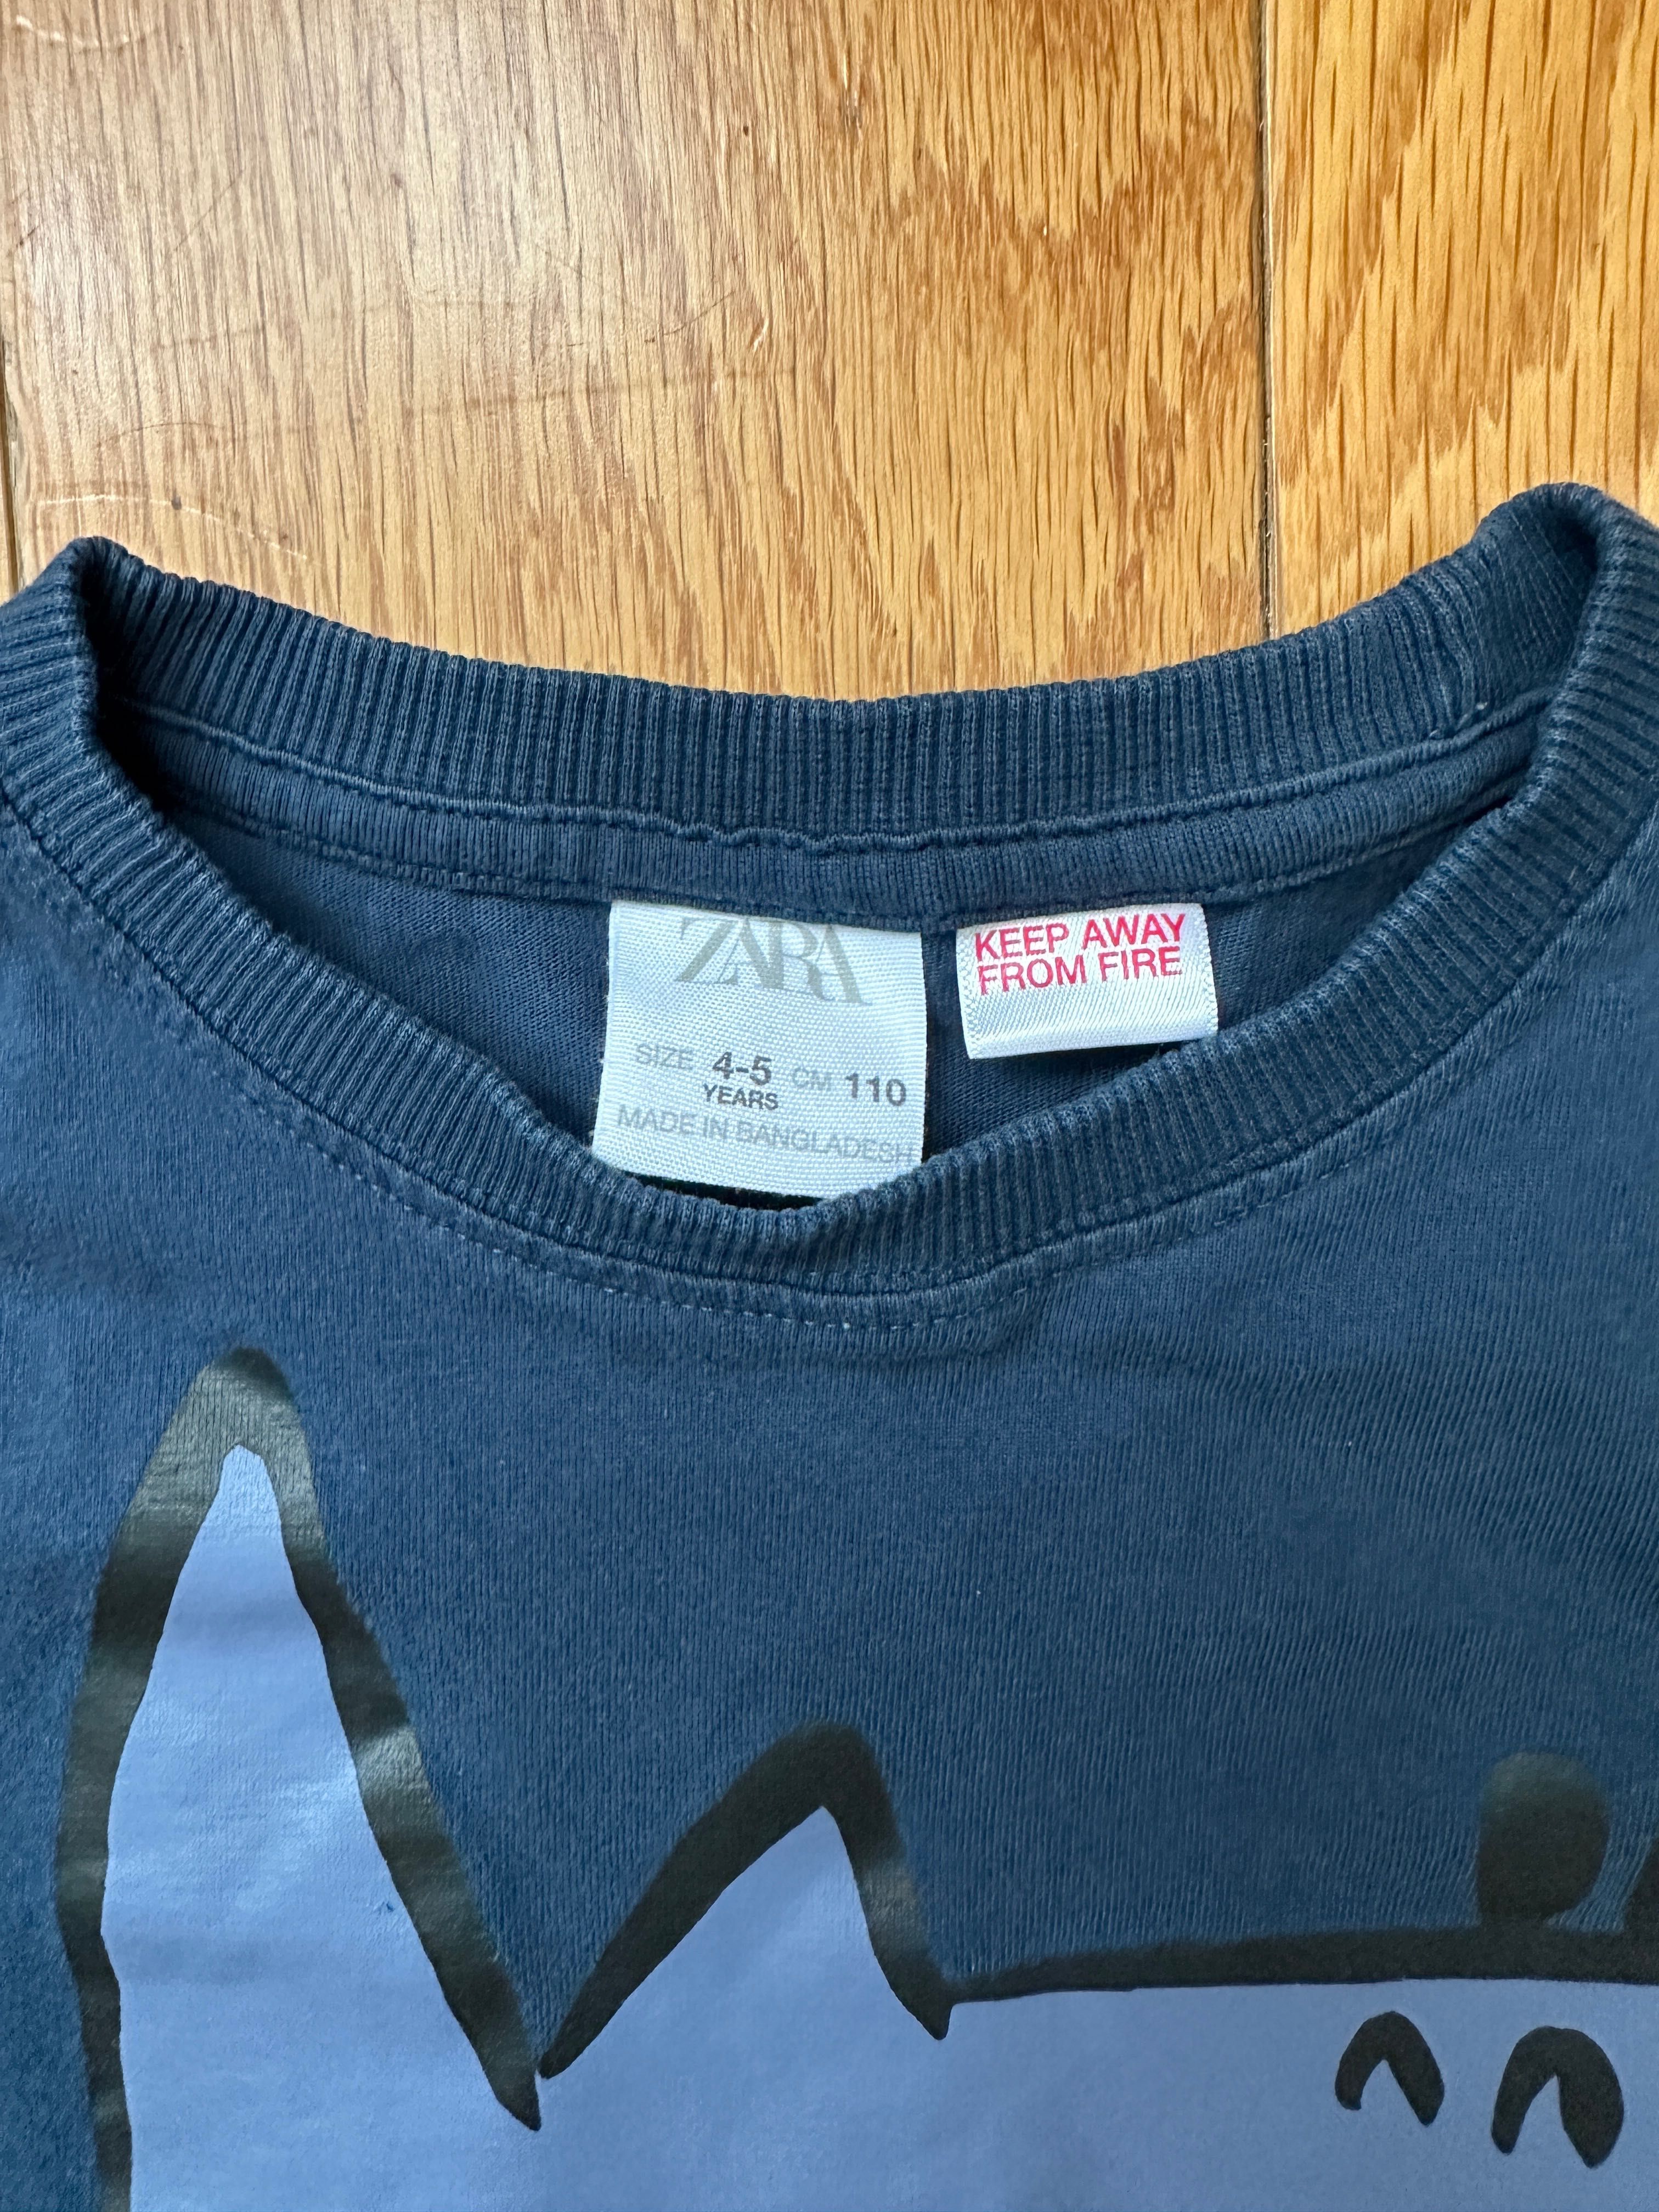 ZARA
SIZE 4-5 CM 110
YEARS
MADE IN BANGLADESH
KEEP AWAY
FROM FIRE